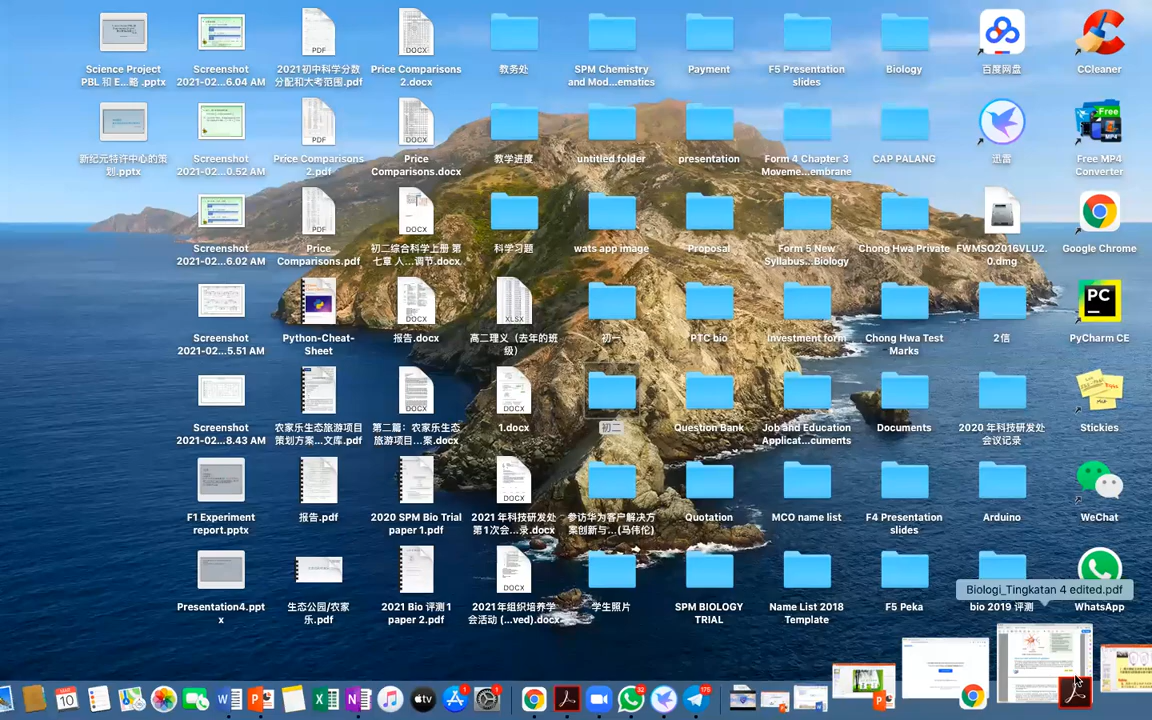 Science Project
PBL 和 E...略 .pptx
Screenshot
2021-02...6.04 AM
2021初中科学分数
分配和大考范围.pdf
Price Comparisons
2.docx
教务处
SPM Chemistry
and Mod...ematics
Payment
F5 Presentation
slides
Biology
百度网盘
CCleaner
新纪元特许中心的策
划.pptx
Screenshot
2021-02...0.52 AM
Price Comparisons
2.pdf
Price
Comparisons.docx
教学进度
untitled folder
presentation
Form 4 Chapter 3
Moveme...embrane
CAP PALANG
迅雷
Free MP4
Converter
Screenshot
2021-02...6.02 AM
Price
Comparisons.pdf
初二综合科学上册 第
七章 人...调节.docx
科学习题
wats app image
Proposal
Form 5 New
Syllabus...Biology
Chong Hwa Private
FWMSO2016VLU2.
0.dmg
Google Chrome
Screenshot
2021-02...5.51 AM
Python-Cheat-
Sheet
报告.docx
高二理义（去年的班
级）
初一
PTC bio
Investment form
Chong Hwa Test
Marks
2信
PyCharm CE
Screenshot
2021-02...8.43 AM
农家乐生态旅游项目
策划方案...文库.pdf
第二篇：农家乐生态
旅游项目...案.docx
1.docx
初二
Question Bank
Job and Education
Applicat...cuments
Documents
2020 年科技研发处
会议记录
Stickies
F1 Experiment
report.pptx
报告.pdf
2020 SPM Bio Trial
paper 1.pdf
2021 年科技研发处
第1次会...录.docx
参访华为客户解决方
案创新与...(马伟伦)
Quotation
MCO name list
F4 Presentation
slides
Arduino
WeChat
Presentation4.ppt
x
生态公园/农家
乐.pdf
2021 Bio 评测 1
paper 2.pdf
2021年组织培养学
会活动 (...ved).docx
学生照片
SPM BIOLOGY
TRIAL
Name List 2018
Template
F5 Peka
bio 2019 评测
WhatsApp
Biologi_Tingkatan 4 edited.pdf